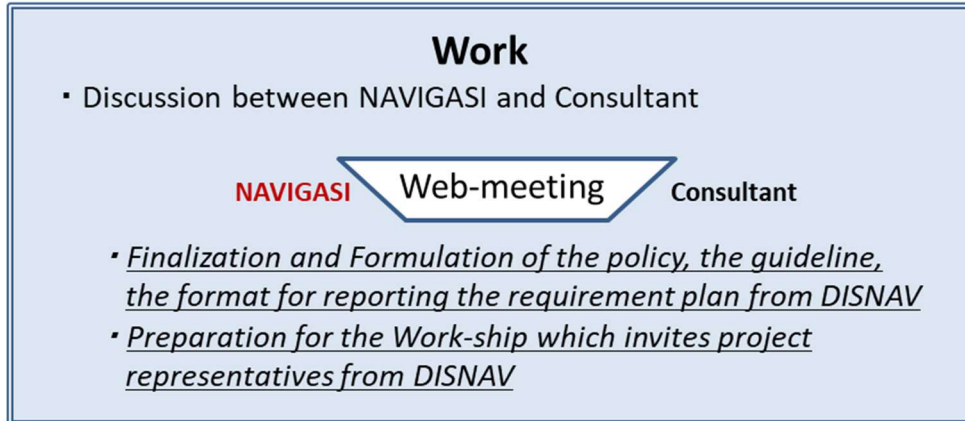 Work
・Discussion between NAVIGASI and Consultant
NAVIGASI Web-meeting Consultant
・Finalization and Formulation of the policy, the guideline,
the format for reporting the requirement plan from DISNAV
・Preparation for the Work-ship which invites project
representatives from DISNAV